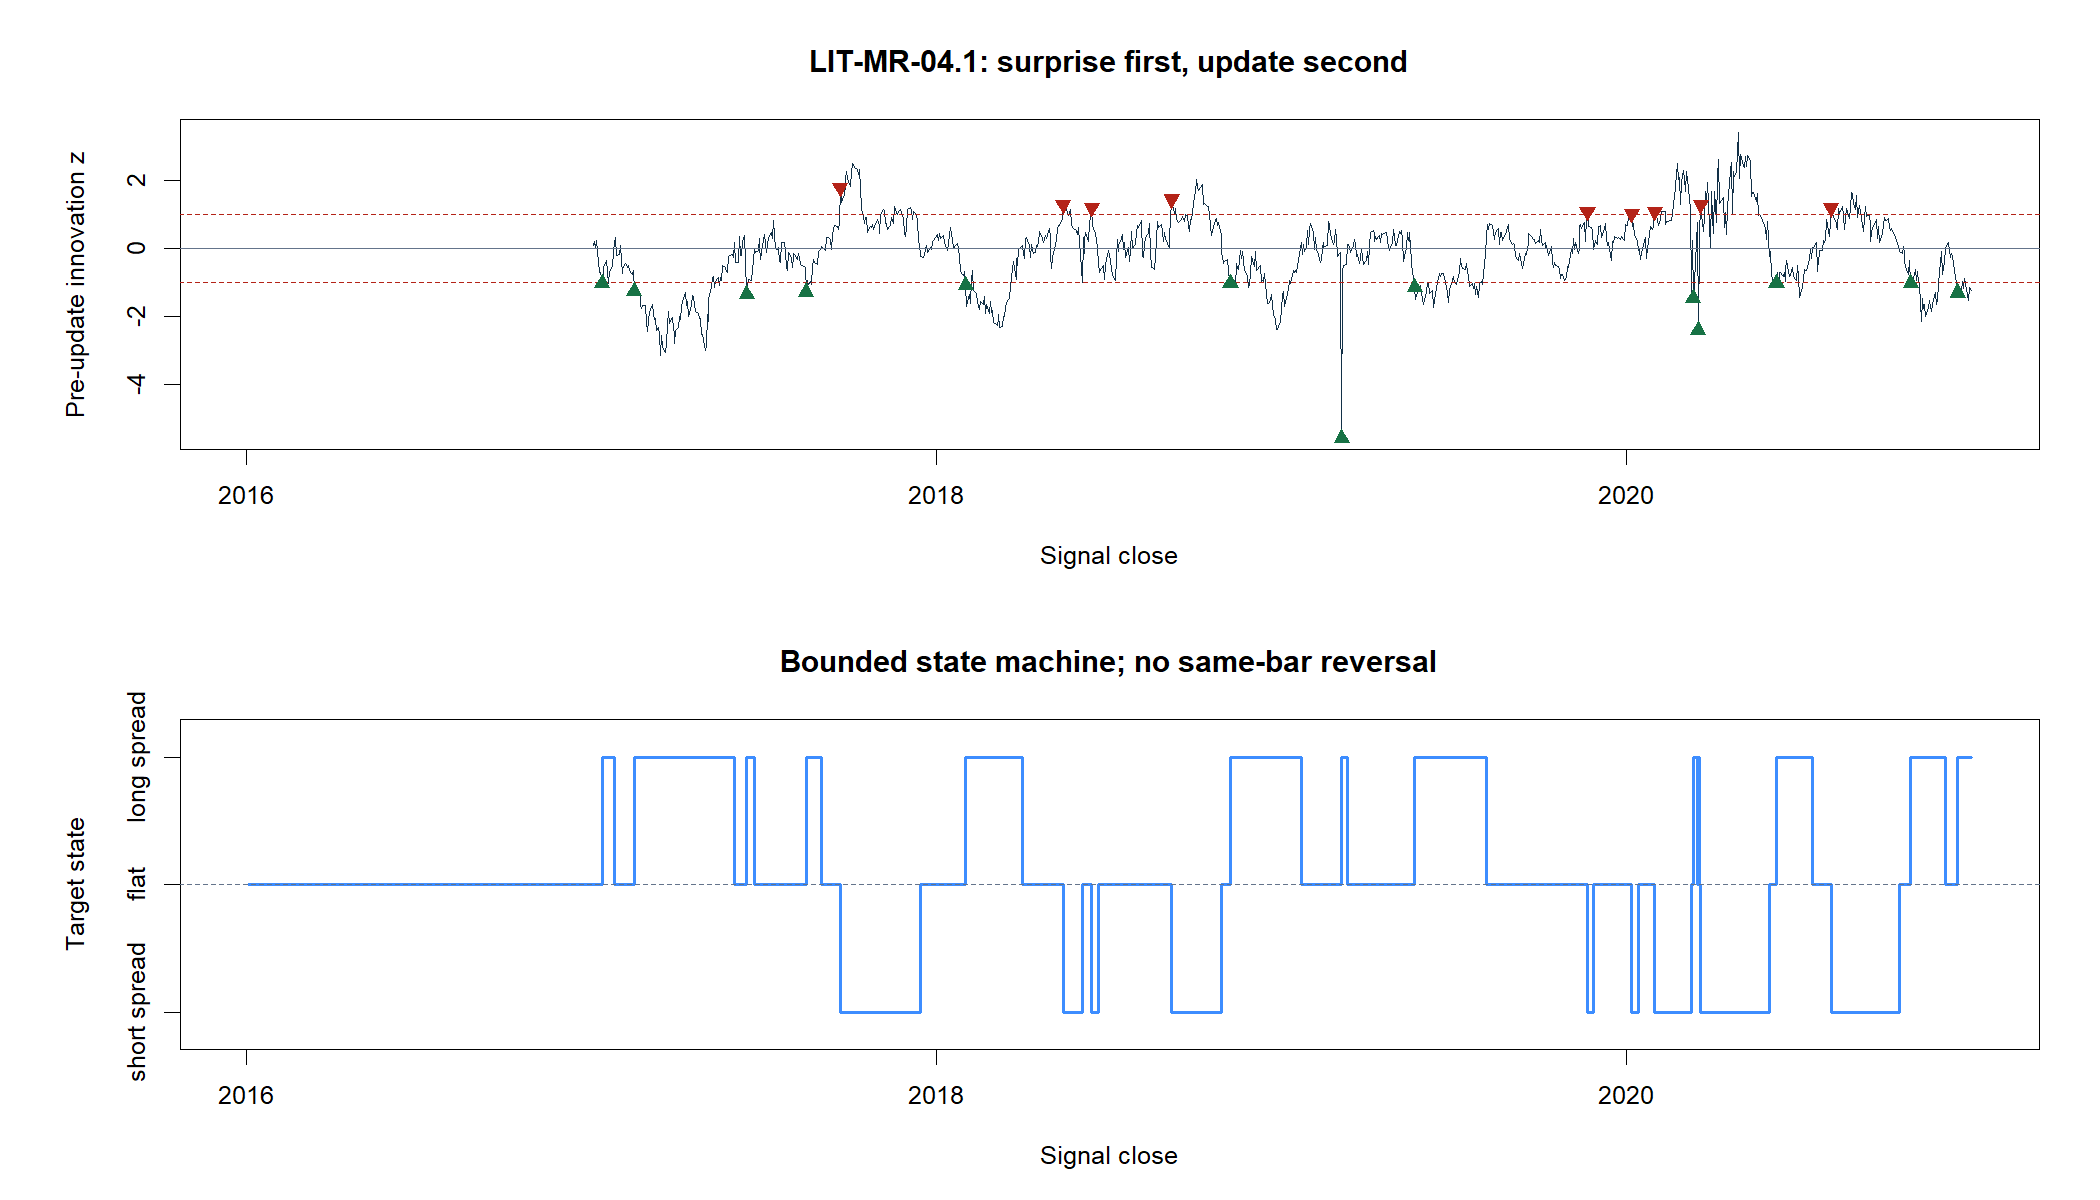 LIT-MR-04.1: surprise first, update second
Pre-update innovation z
2
0
-2
-4
2016
2018
2020
Signal close
Bounded state machine; no same-bar reversal
Target state
long spread
flat
short spread
2016
2018
2020
Signal close